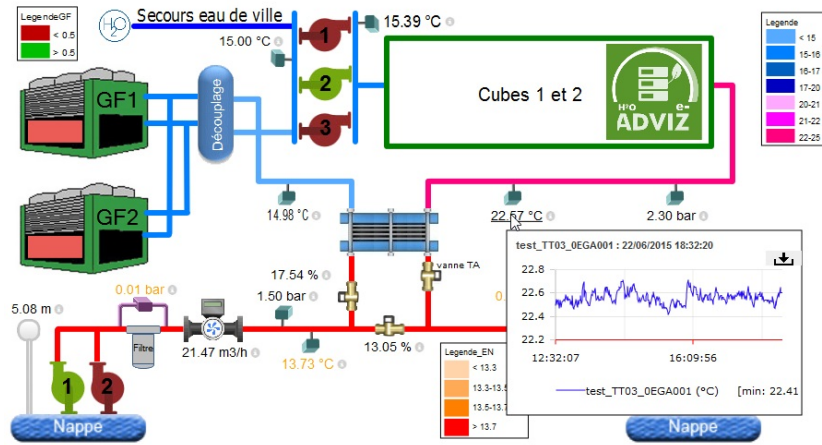 LegendeGF
< 0.5
> 0.5
H2O
Secours eau de ville
15.00 °C
1
2
3
15.39 °C
Cubes 1 et 2
H2O e-
ADVIZ
Legende
< 15
15-16
16-17
17-20
20-21
21-22
22-25
GF1
GF2
Découplage
14.98 °C
22.57 °C
2.30 bar
17.54 %
1.50 bar
vanne TA
0.01 bar
5.08 m
Filtre
21.47 m3/h
13.73 °C
13.05 %
0.
1
2
Nappe
Legende_EN
< 13.3
> 13.7
test_TT03_0EGA001 : 22/06/2015 18:32:20
22.8
22.6
22.4
22.2
12:32:07
16:09:56
test_TT03_0EGA001 (°C) [min: 22.41
Nappe